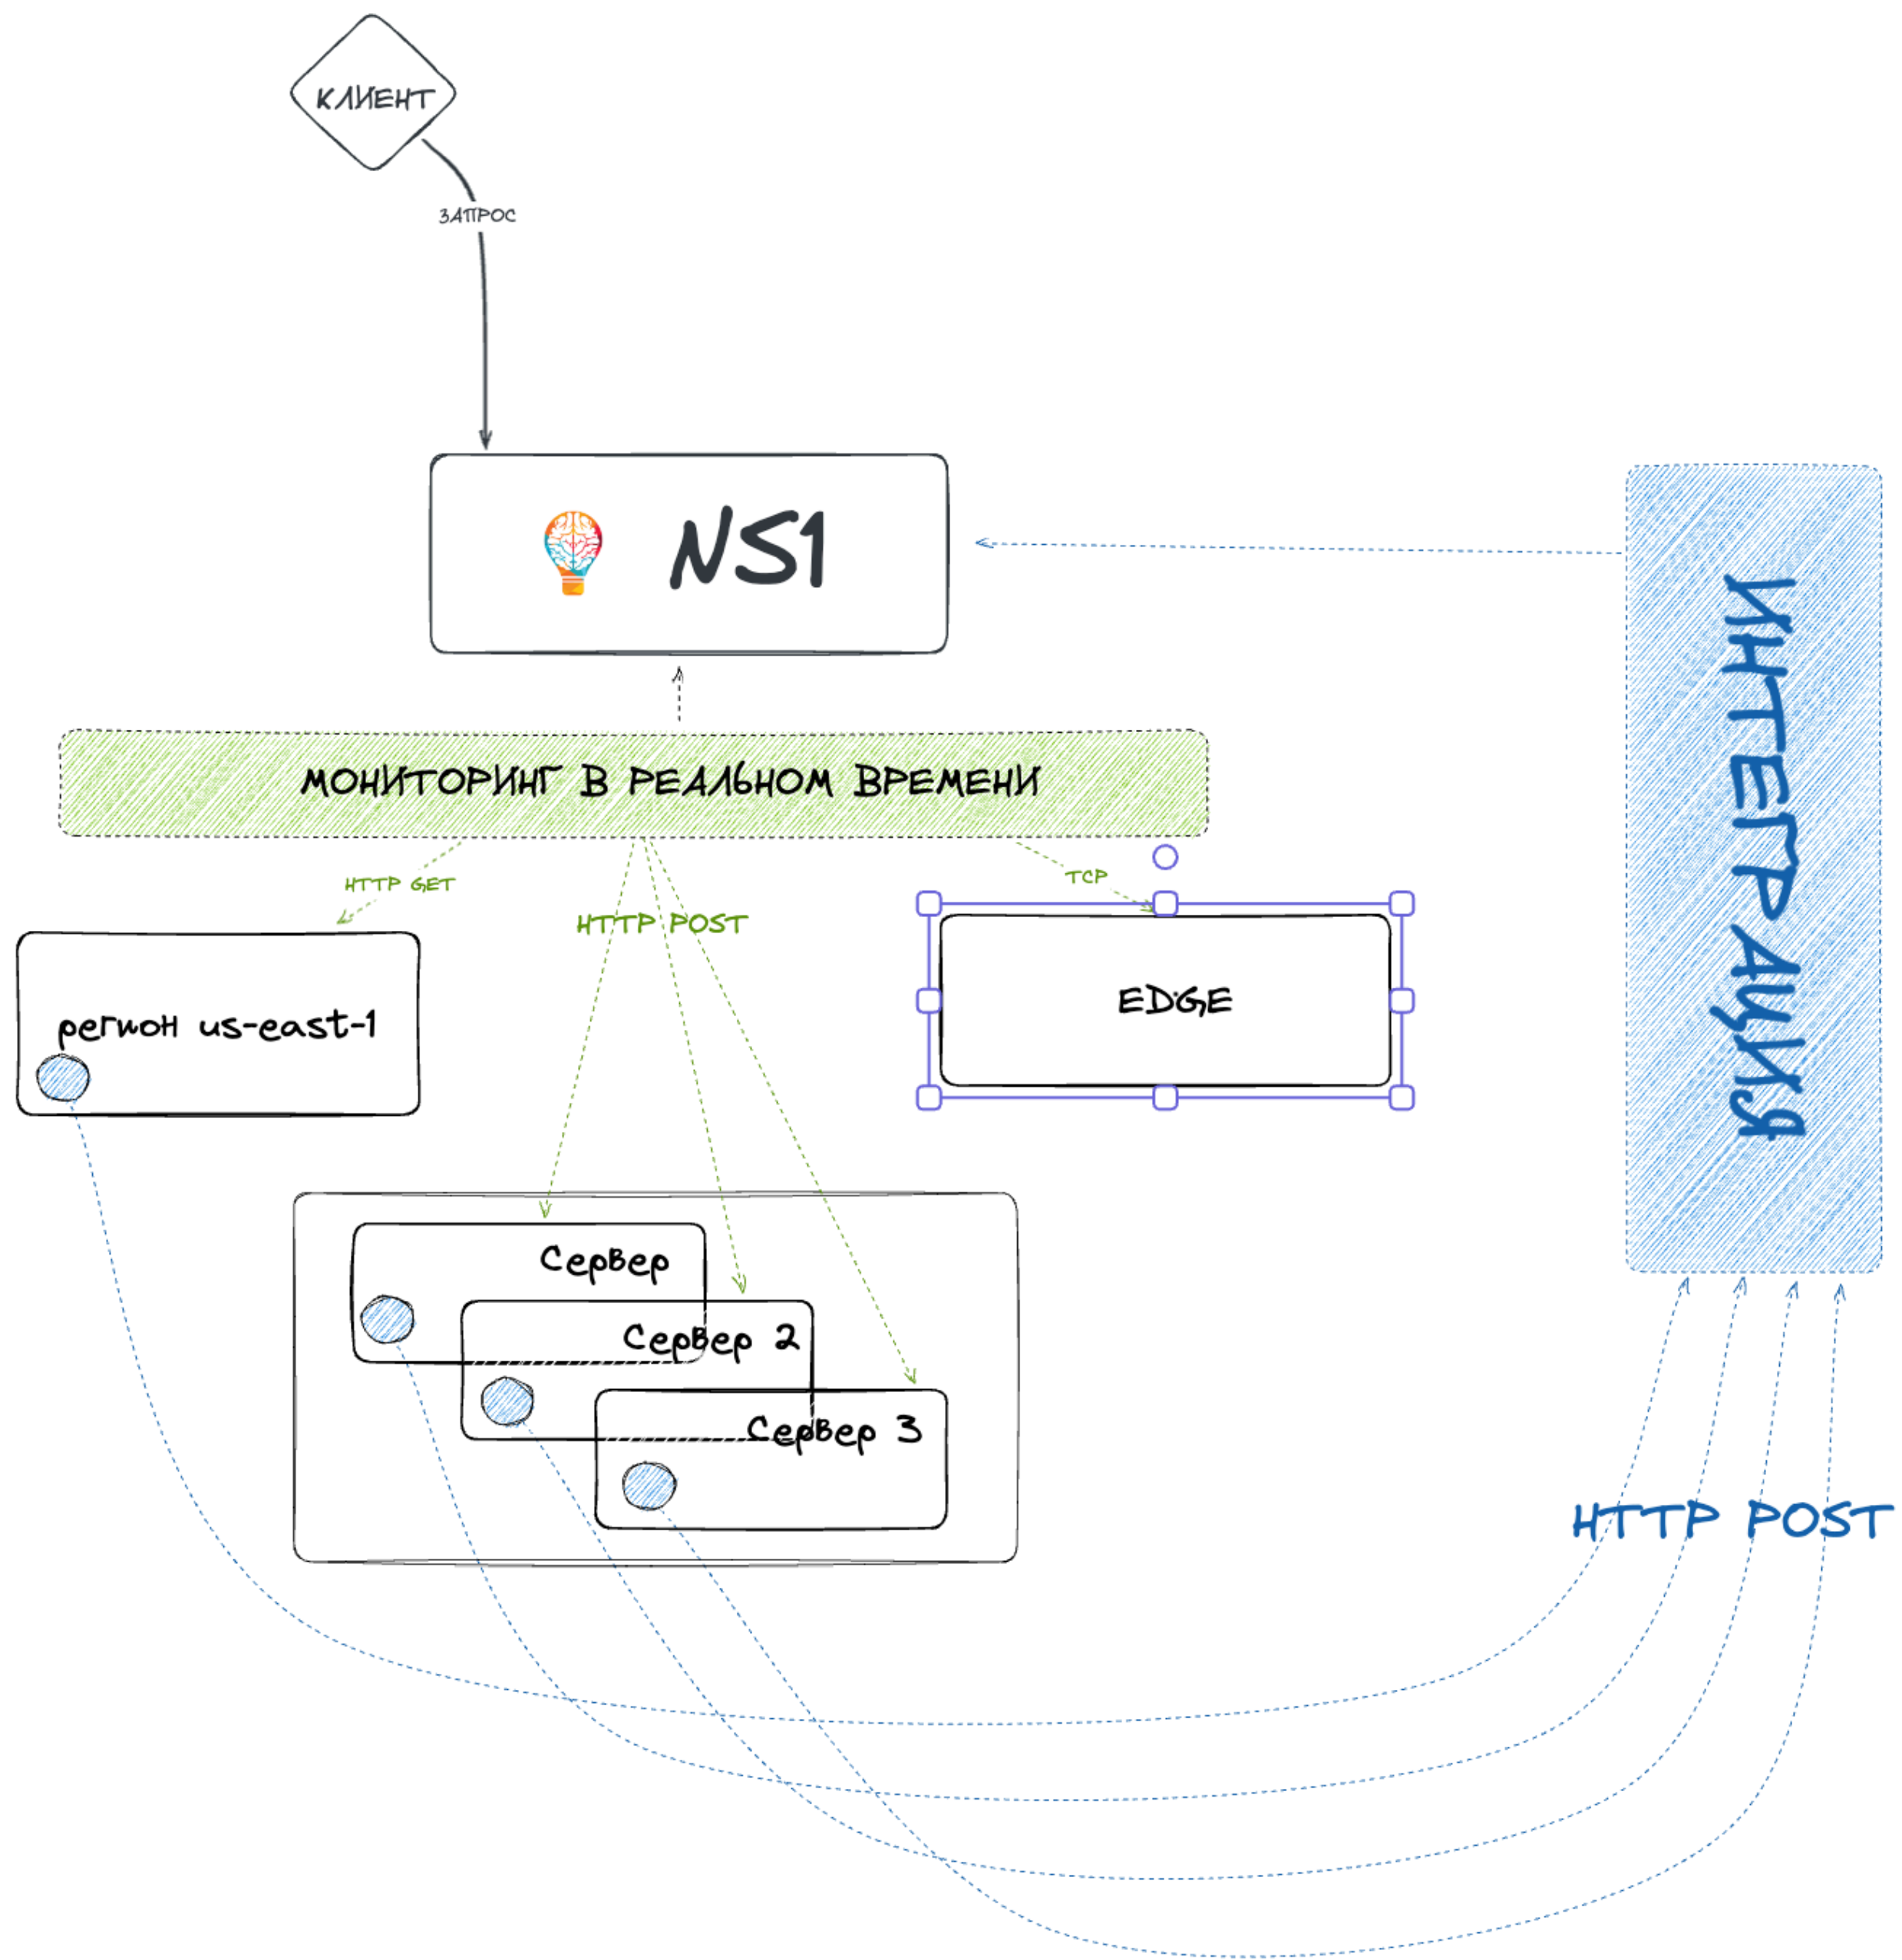 КЛИЕНТ
ЗАПРОС
NS1
МОНИТОРИНГ В РЕАЛЬНОМ ВРЕМЕНИ
HTTP GET
HTTP POST
TCP
регион us-east-1
EDGE
ИНТЕГРАЦИЯ
Сервер
Сервер 2
Сервер 3
HTTP POST